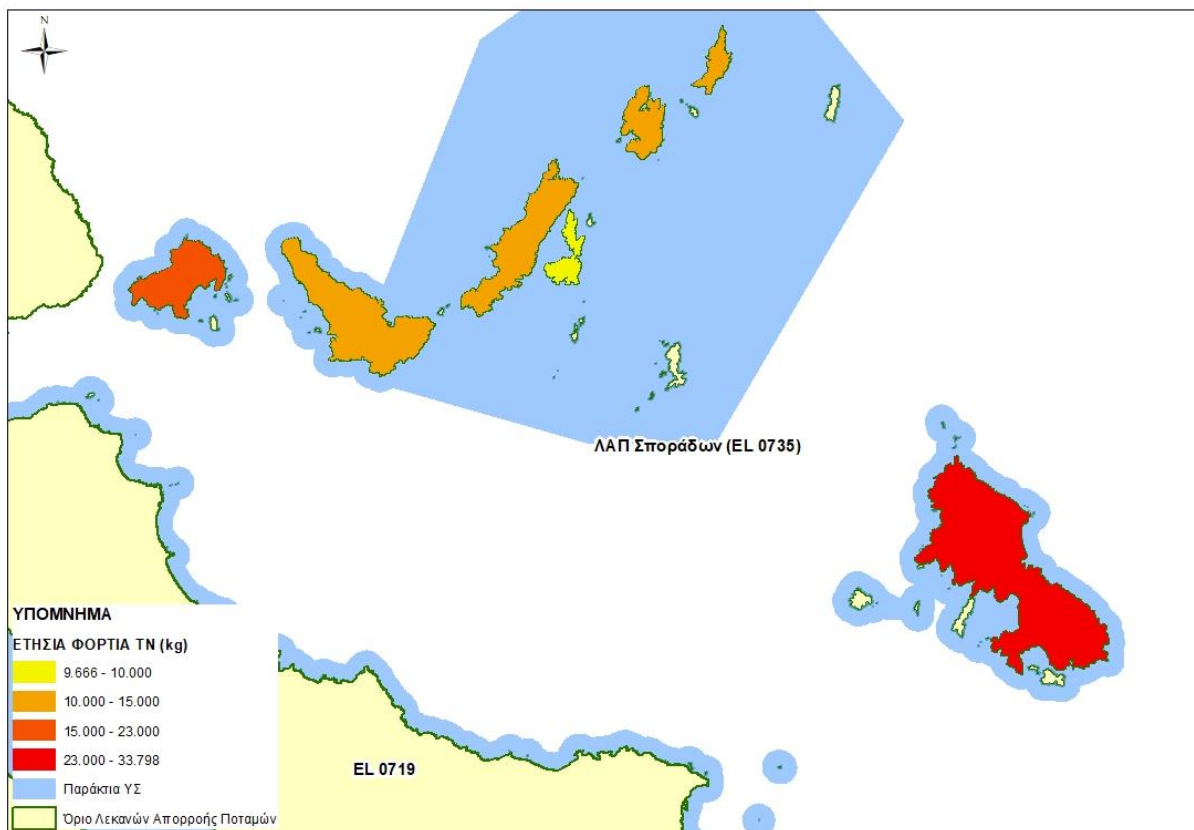 N
ΛΑΠ Σποράδων (EL 0735)
ΥΠΟΜΝΗΜΑ
ΕΤΗΣΙΑ ΦΟΡΤΙΑ TN (kg)
9.666 - 10.000
10.000 - 15.000
15.000 - 23.000
23.000 - 33.798
Παράκτια ΥΣ
Όριο Λεκανών Απορροής Ποταμών
EL 0719